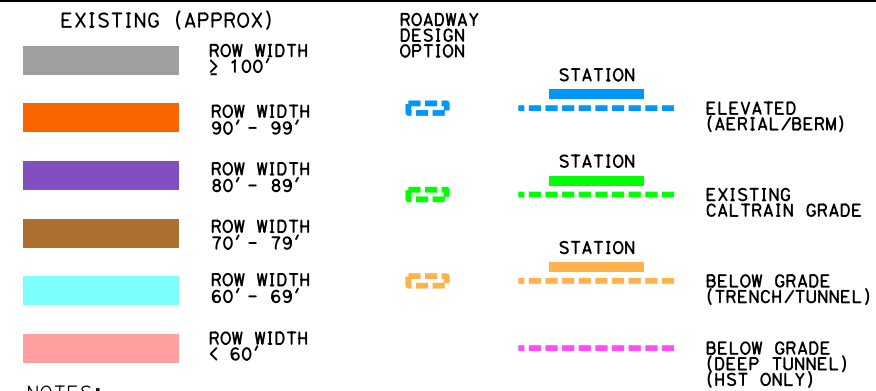 EXISTING (APPROX)
ROW WIDTH
≥ 100'
ROW WIDTH
90' - 99'
ROW WIDTH
80' - 89'
ROW WIDTH
70' - 79'
ROW WIDTH
60' - 69'
ROW WIDTH
< 60'
NOTES:
ROADWAY
DESIGN
OPTION
STATION
ELEVATED
(AERIAL/BERM)
STATION
EXISTING
CALTRAIN GRADE
STATION
BELOW GRADE
(TRENCH/TUNNEL)
BELOW GRADE
(DEEP TUNNEL)
(HST ONLY)